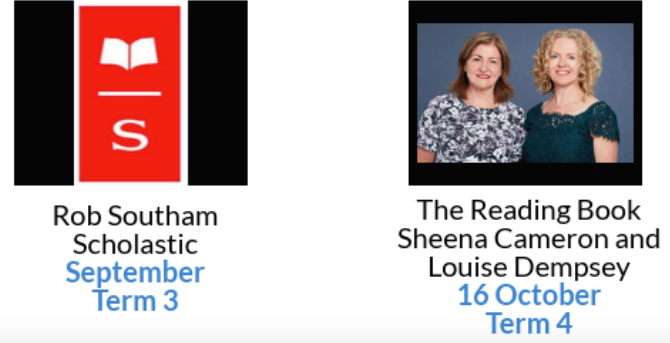 S
Rob Southam
Scholastic
September
Term 3
The Reading Book
Sheena Cameron and
Louise Dempsey
16 October
Term 4